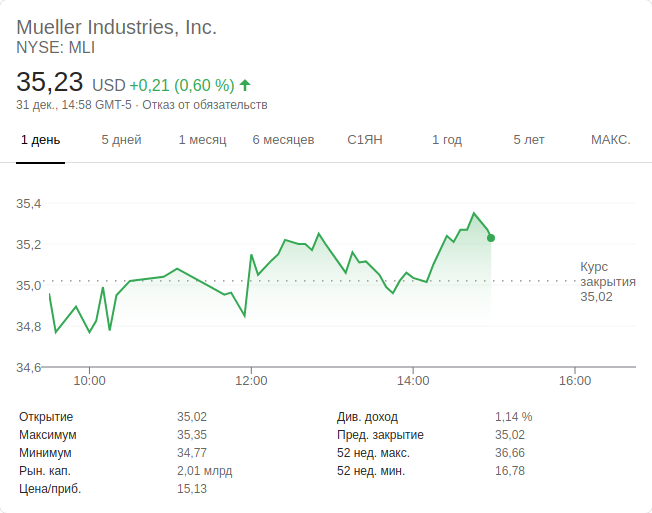 Mueller Industries, Inc.
NYSE: MLI
35,23 USD +0,21 (0,60 %)
31 дек., 14:58 GMT-5 · Отказ от обязательств
1 день 5 дней 1 месяц 6 месяцев С1ЯН 1 год 5 лет МАКС.
35,4
35,2
35,0
34,8
34,6
Курс
закрытия
35,02
10:00 12:00 14:00 16:00
Открытие 35,02 Див. доход 1,14 %
Максимум 35,35 Пред. закрытие 35,02
Минимум 34,77 52 нед. макс. 36,66
Рын. кап. 2,01 млрд 52 нед. мин. 16,78
Цена/приб. 15,13